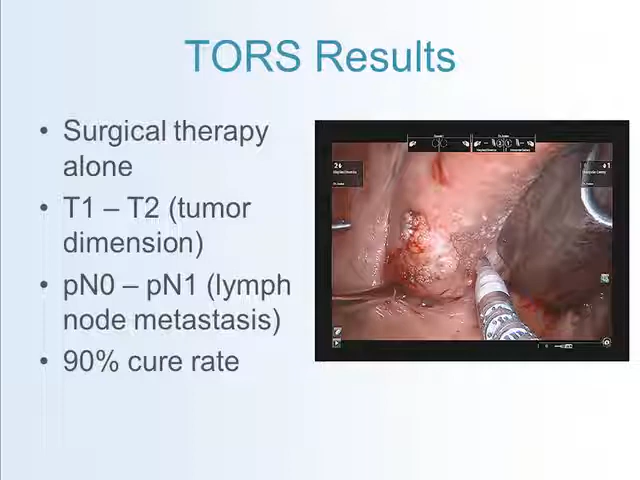 TORS Results
• Surgical therapy
alone
• T1 – T2 (tumor
dimension)
• pN0 – pN1 (lymph
node metastasis)
• 90% cure rate